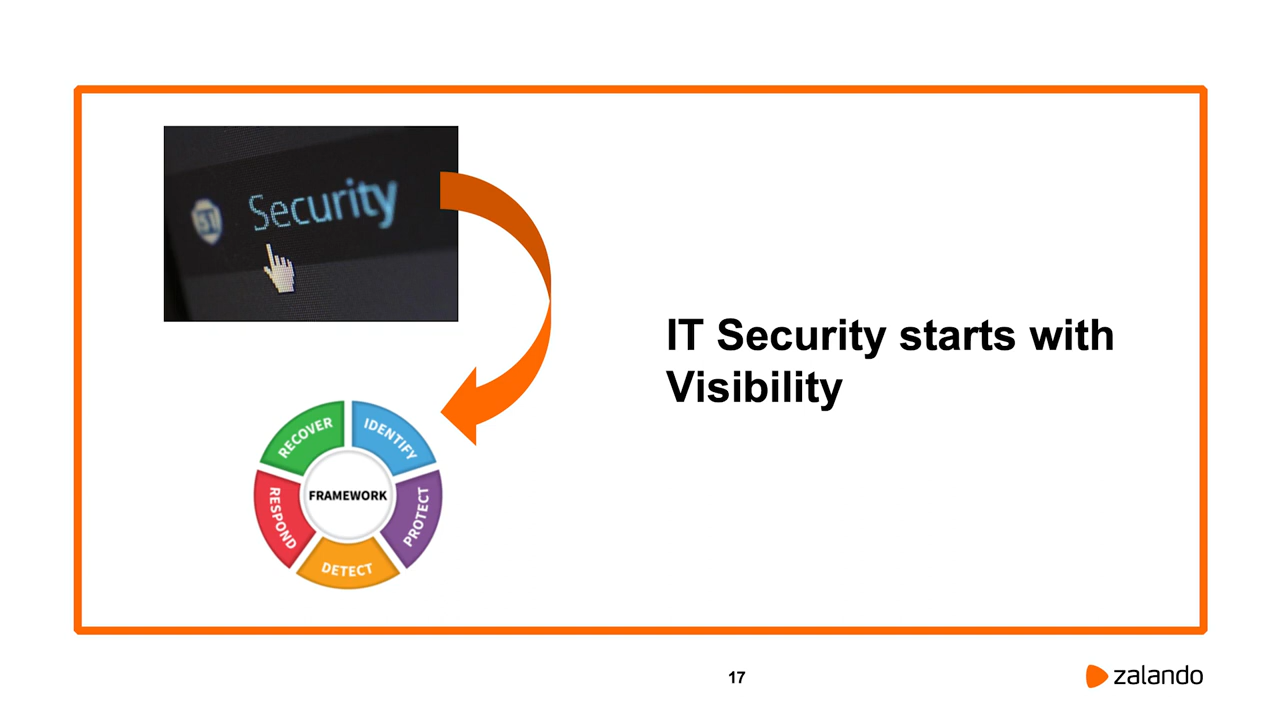 Security
IT Security starts with
Visibility
RECOVER
IDENTIFY
FRAMEWORK
RESPOND
PROTECT
DETECT
17
zalando